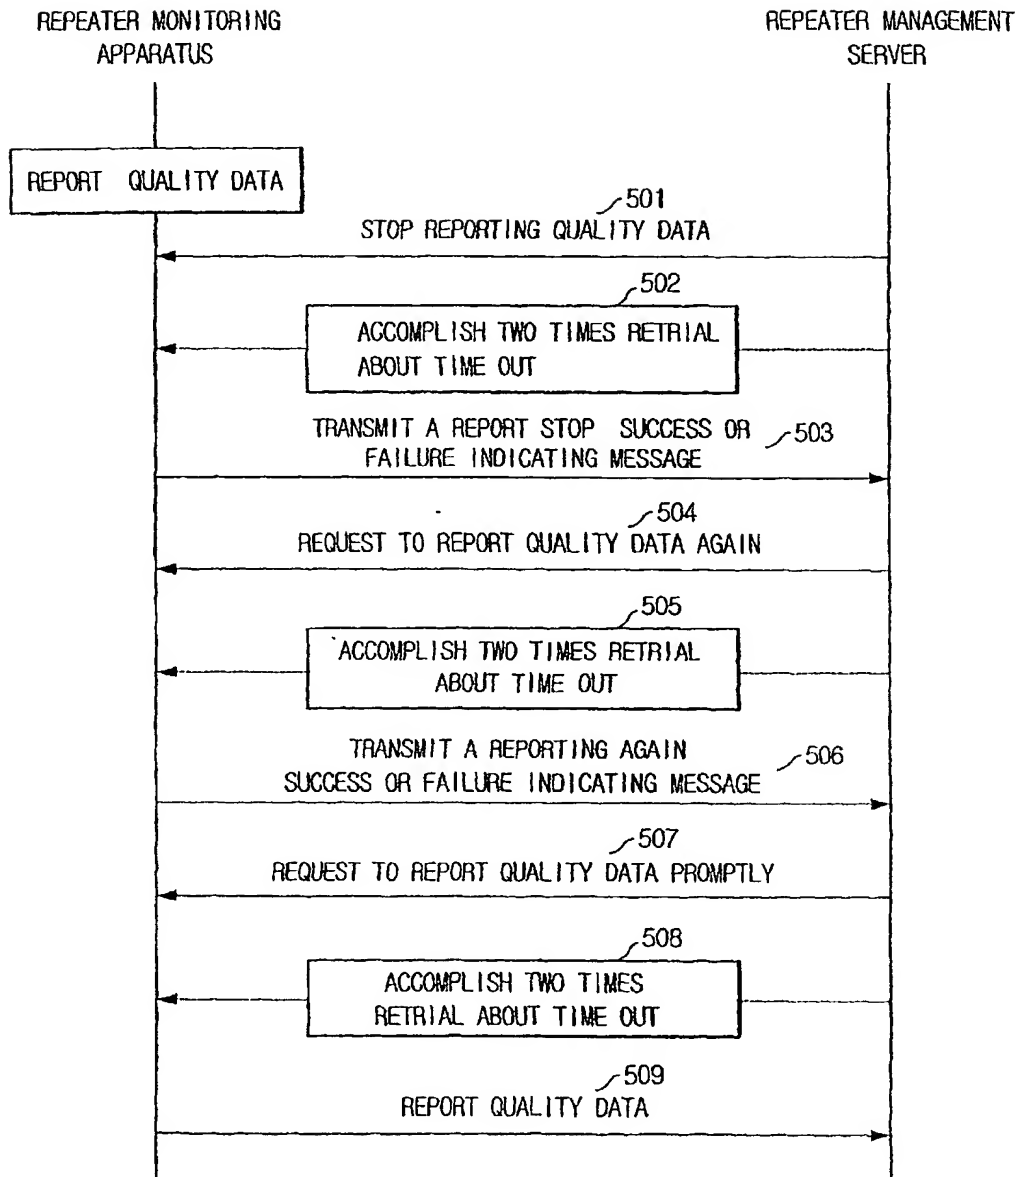 REPEATER MONITORING
APPARATUS
REPEATER MANAGEMENT
SERVER
REPORT QUALITY DATA
501
STOP REPORTING QUALITY DATA
502
ACCOMPLISH TWO TIMES RETRIAL
ABOUT TIME OUT
TRANSMIT A REPORT STOP SUCCESS OR
FAILURE INDICATING MESSAGE
503
504
REQUEST TO REPORT QUALITY DATA AGAIN
505
ACCOMPLISH TWO TIMES RETRIAL
ABOUT TIME OUT
TRANSMIT A REPORTING AGAIN
SUCCESS OR FAILURE INDICATING MESSAGE
506
507
REQUEST TO REPORT QUALITY DATA PROMPTLY
508
ACCOMPLISH TWO TIMES
RETRIAL ABOUT TIME OUT
509
REPORT QUALITY DATA